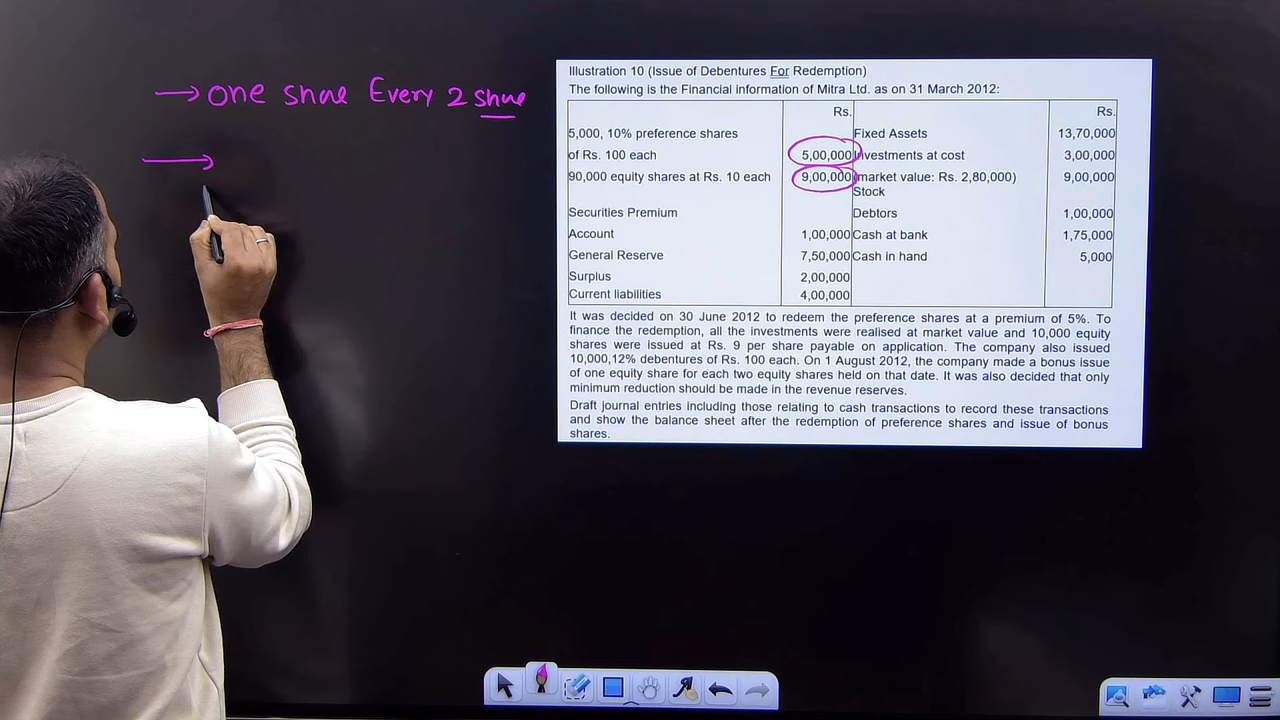 → one share Every 2 share
→
Illustration 10 (Issue of Debentures For Redemption)
The following is the Financial information of Mitra Ltd. as on 31 March 2012:
Rs. Rs.
5,000, 10% preference shares Fixed Assets 13,70,000
of Rs. 100 each 5,00,000 Investments at cost 3,00,000
90,000 equity shares at Rs. 10 each 9,00,000 (market value: Rs. 2,80,000) 9,00,000
Stock
Securities Premium Debtors 1,00,000
Account 1,00,000 Cash at bank 1,75,000
General Reserve 7,50,000 Cash in hand 5,000
Surplus 2,00,000
Current liabilities 4,00,000
It was decided on 30 June 2012 to redeem the preference shares at a premium of 5%. To
finance the redemption, all the investments were realised at market value and 10,000 equity
shares were issued at Rs. 9 per share payable on application. The company also issued
10,000,12% debentures of Rs. 100 each. On 1 August 2012, the company made a bonus issue
of one equity share for each two equity shares held on that date. It was also decided that only
minimum reduction should be made in the revenue reserves.
Draft journal entries including those relating to cash transactions to record these transactions
and show the balance sheet after the redemption of preference shares and issue of bonus
shares.